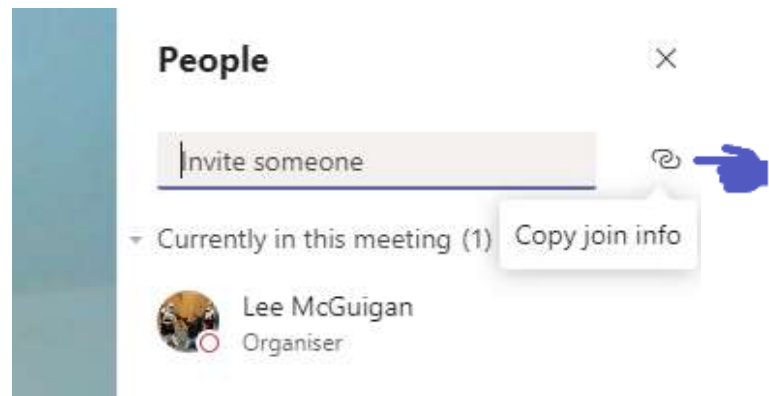 People
Invite someone
Currently in this meeting (1)
Copy join info
Lee McGuigan
Organiser